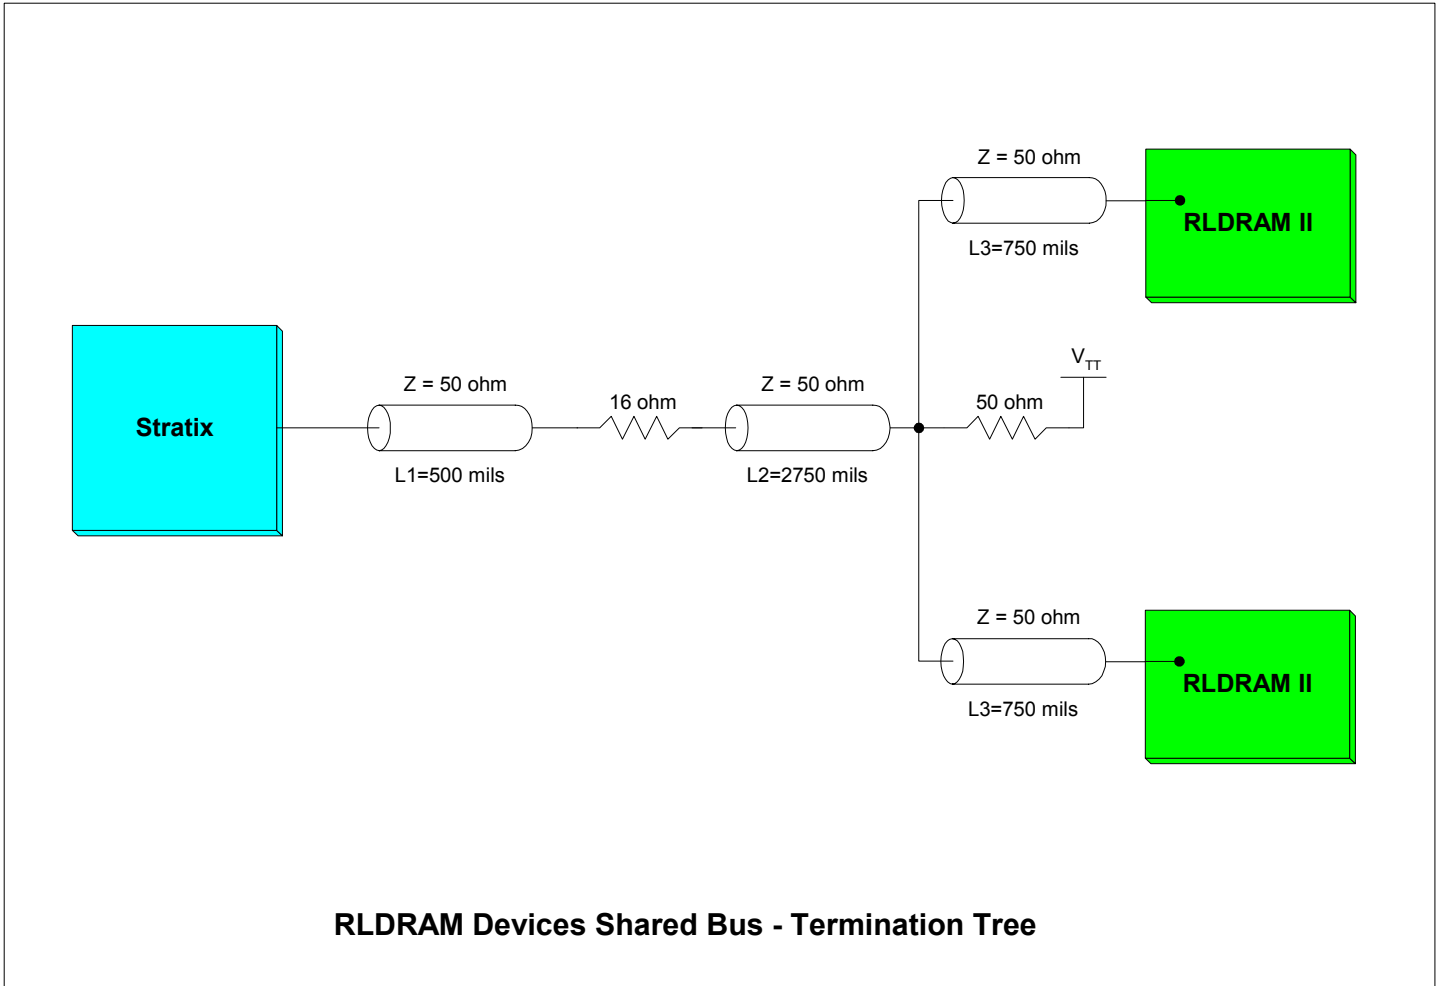 Z = 50 ohm
RLDRAM II
L3=750 mils
VTT
Z = 50 ohm
16 ohm
Z = 50 ohm
50 ohm
Stratix
L1=500 mils
L2=2750 mils
Z = 50 ohm
RLDRAM II
L3=750 mils
RLDRAM Devices Shared Bus - Termination Tree